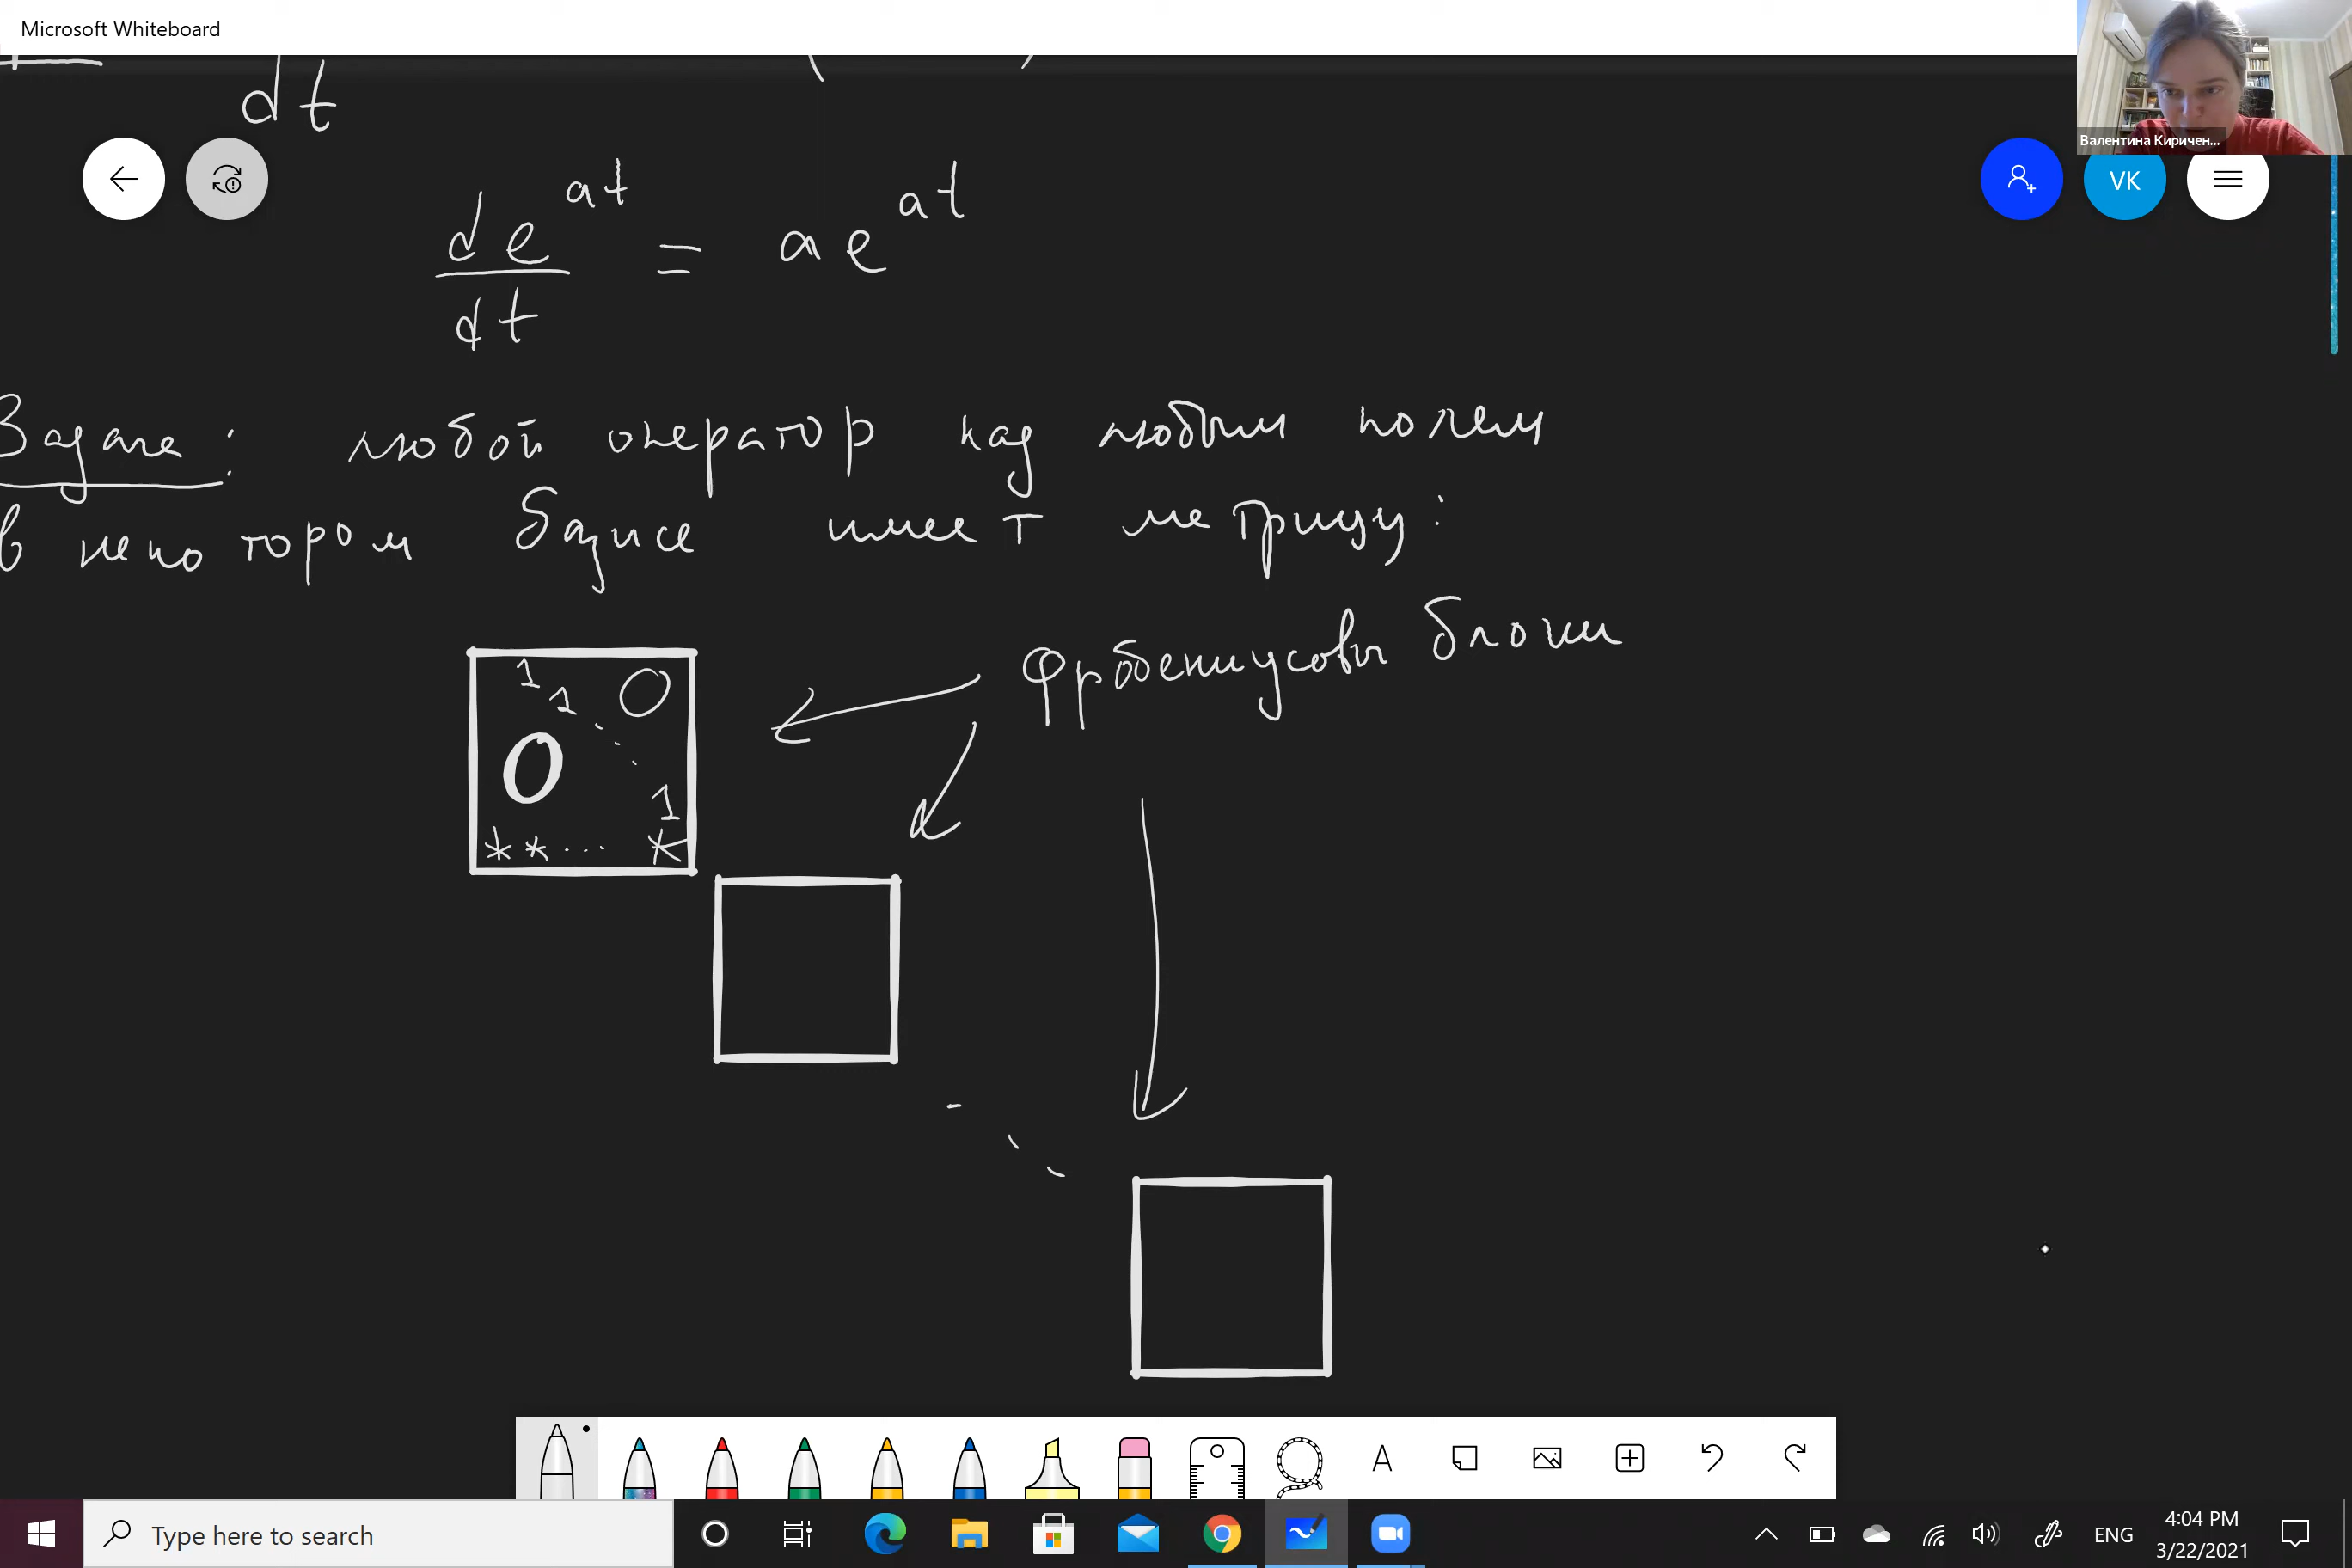 Microsoft Whiteboard
Валентина Киричен...
VK
dt
de^{at}/dt = ae^{at}
Задача: любой оператор над любым полем
в некотором базисе имеет матрицу:
Фробениусовы блоки
1
1
0
0
1
* * ... *
A
Type here to search
ENG
4:04 PM
3/22/2021